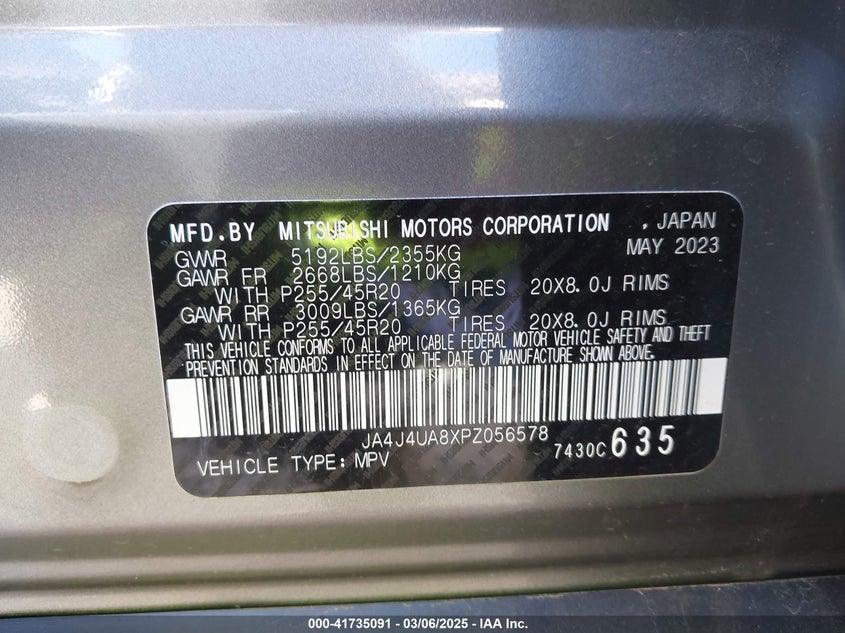 MFD.BY MITSUBISHI MOTORS CORPORATION . JAPAN
GVWR 5192LBS/2355KG MAY 2023
GAWR FR 2668LBS/1210KG
WITH P255/45R20 TIRES 20X8.0J RIMS
GAWR RR 3009LBS/1365KG
WITH P255/45R20 TIRES 20X8.0J RIMS
THIS VEHICLE CONFORMS TO ALL APPLICABLE FEDERAL MOTOR VEHICLE SAFETY AND THEFT
PREVENTION STANDARDS IN EFFECT ON THE DATE OF MANUFACTURE SHOWN ABOVE.
JA4J4UA8XPZ056578
7430C 635
VEHICLE TYPE: MPV
000-41735091 - 03/06/2025 - IAA Inc.